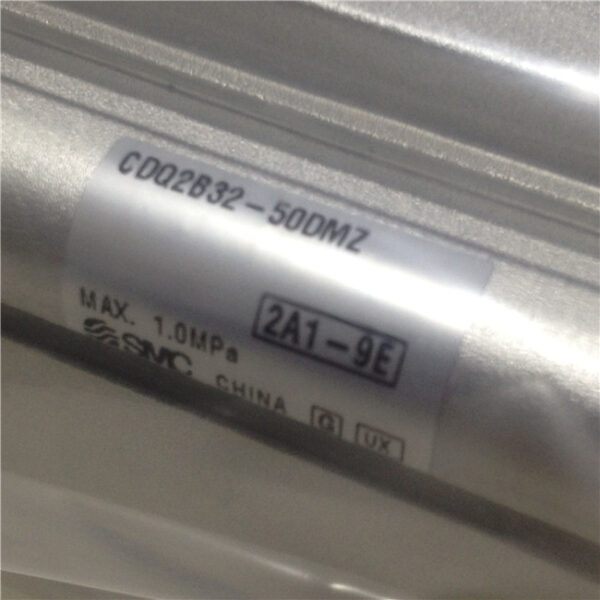 CDQ2B32-50DMZ
MAX. 1.0MPa
2A1-9E
SMC CHINA G UX